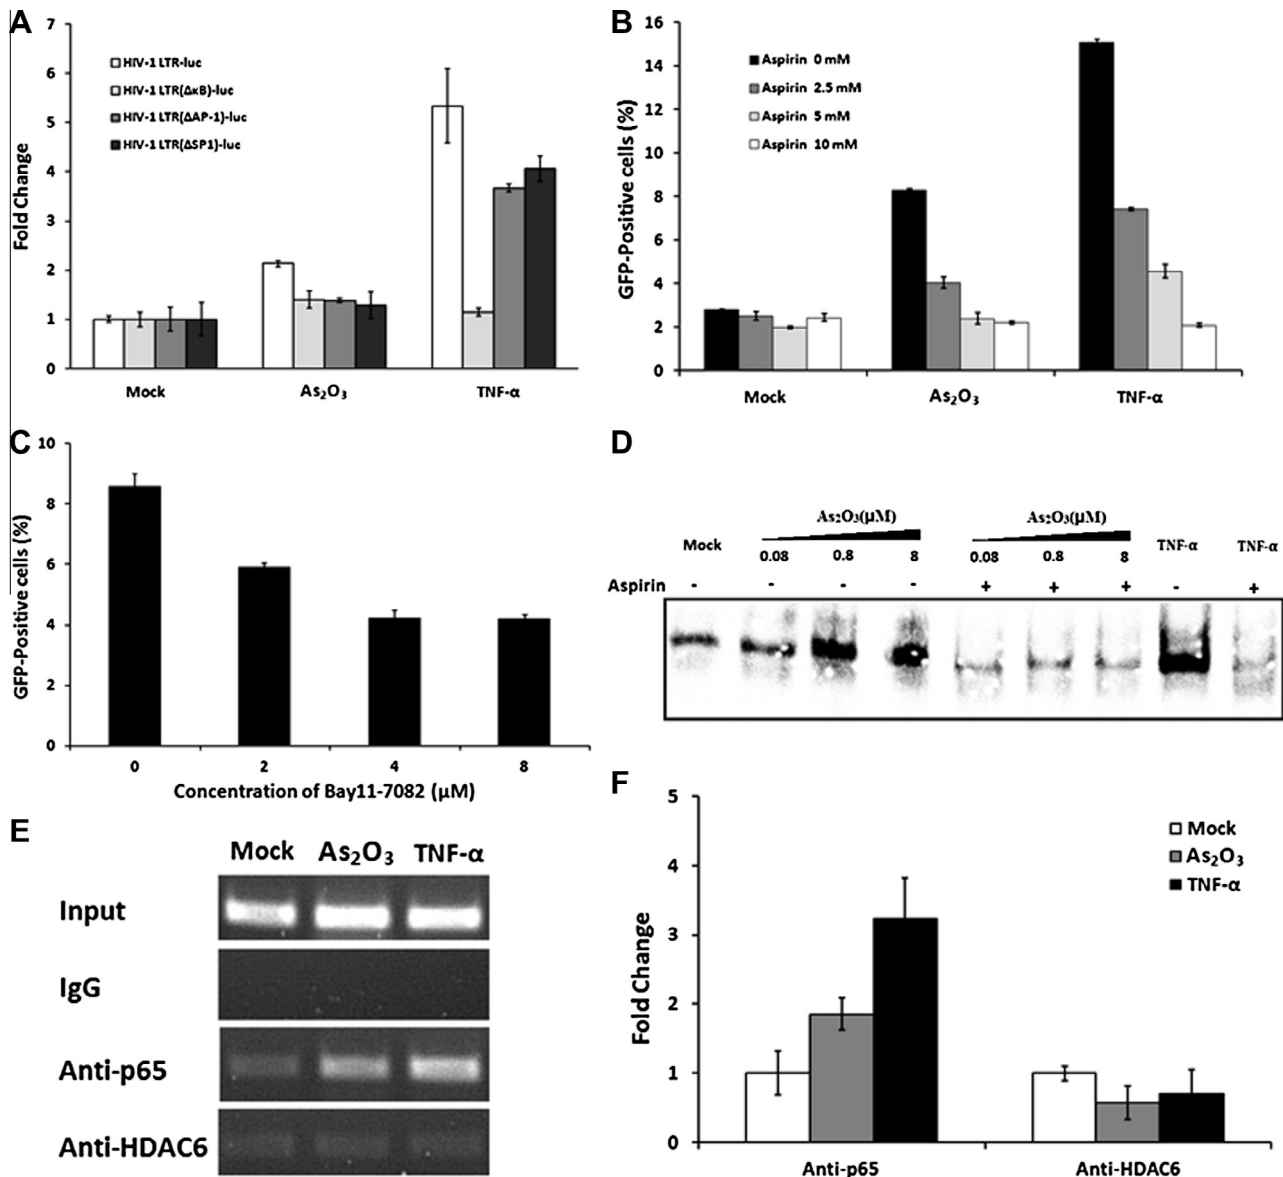 A
7
6
5
4
3
2
1
0
Fold Change
HIV-1 LTR-luc
HIV-1 LTR(ΔκB)-luc
HIV-1 LTR(ΔAP-1)-luc
HIV-1 LTR(ΔSP1)-luc
Mock As₂O₃ TNF-α
B
16
14
12
10
8
6
4
2
0
GFP-Positive cells (%)
Aspirin 0 mM
Aspirin 2.5 mM
Aspirin 5 mM
Aspirin 10 mM
Mock As₂O₃ TNF-α
C
10
8
6
4
2
0
GFP-Positive cells (%)
0 2 4 8
Concentration of Bay11-7082 (μM)
D
As₂O₃(μM) As₂O₃(μM)
Mock 0.08 0.8 8 0.08 0.8 8 TNF-α TNF-α
Aspirin - - - - + + + - +
E
Mock As₂O₃ TNF-α
Input
IgG
Anti-p65
Anti-HDAC6
F
5
4
3
2
1
0
Fold Change
Mock
As₂O₃
TNF-α
Anti-p65 Anti-HDAC6